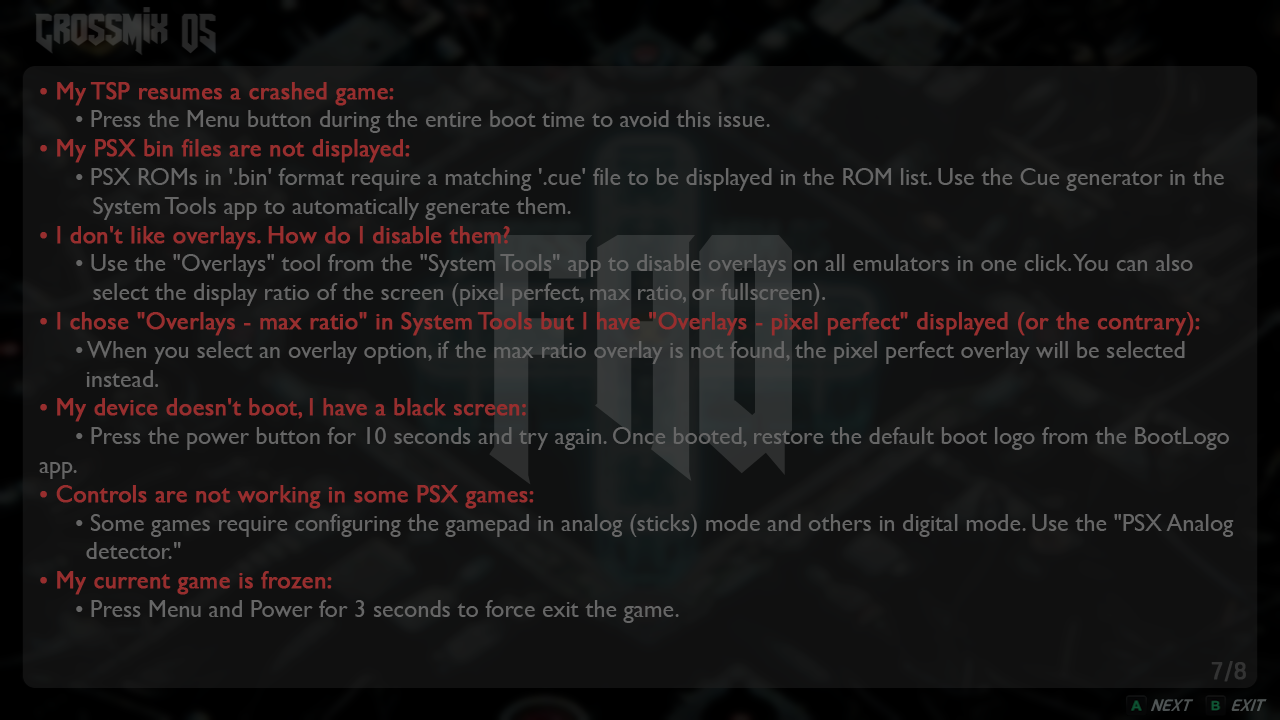 CROSSMIX OS
• My TSP resumes a crashed game:
• Press the Menu button during the entire boot time to avoid this issue.
• My PSX bin files are not displayed:
• PSX ROMs in '.bin' format require a matching '.cue' file to be displayed in the ROM list. Use the Cue generator in the
System Tools app to automatically generate them.
• I don't like overlays. How do I disable them?
• Use the "Overlays" tool from the "System Tools" app to disable overlays on all emulators in one click. You can also
select the display ratio of the screen (pixel perfect, max ratio, or fullscreen).
• I chose "Overlays - max ratio" in System Tools but I have "Overlays - pixel perfect" displayed (or the contrary):
• When you select an overlay option, if the max ratio overlay is not found, the pixel perfect overlay will be selected
instead.
• My device doesn't boot, I have a black screen:
• Press the power button for 10 seconds and try again. Once booted, restore the default boot logo from the BootLogo
app.
• Controls are not working in some PSX games:
• Some games require configuring the gamepad in analog (sticks) mode and others in digital mode. Use the "PSX Analog
detector."
• My current game is frozen:
• Press Menu and Power for 3 seconds to force exit the game.
FAQ
7/8
A NEXT B EXIT